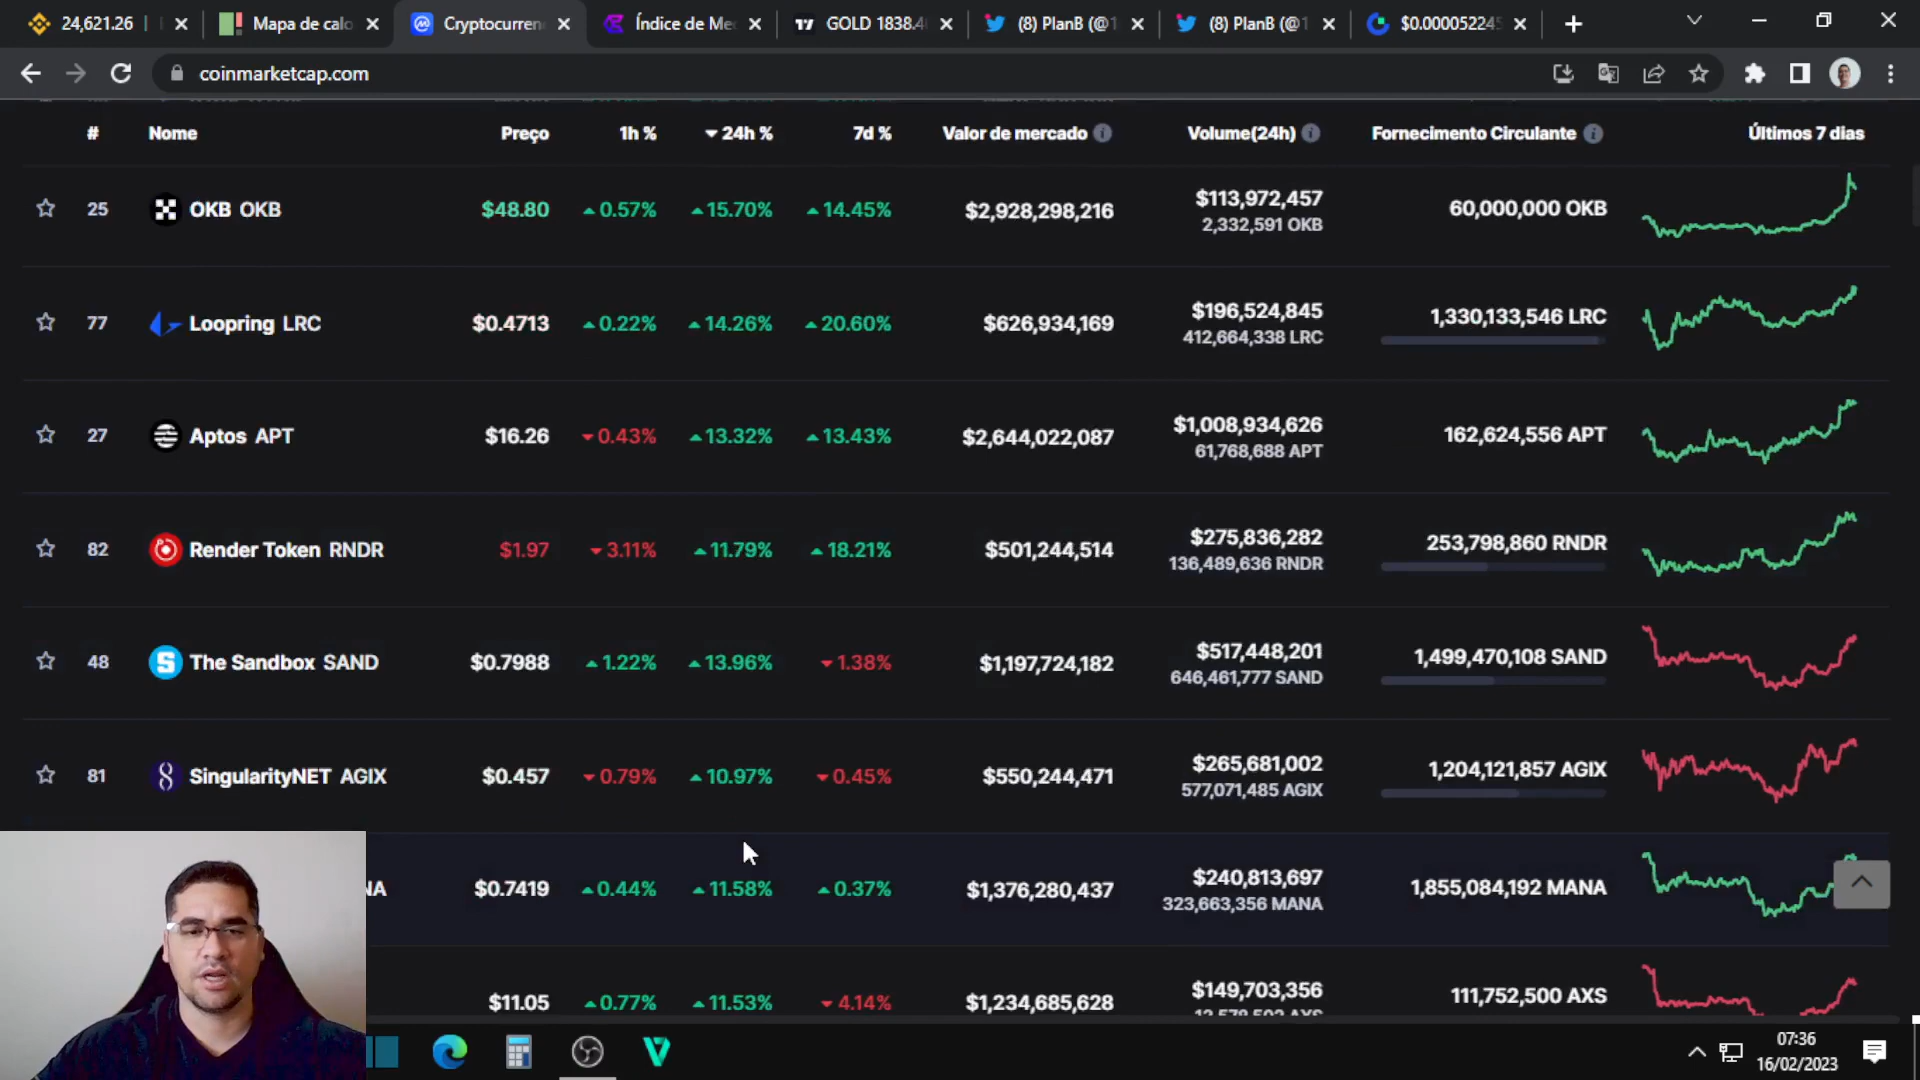 24,621.26
Mapa de calo
Cryptocurren
Índice de Me
GOLD 1838.4
(8) PlanB (@1
(8) PlanB (@1
$0.000052245
coinmarketcap.com
# Nome Preço 1h % 24h % 7d % Valor de mercado Volume(24h) Fornecimento Circulante Últimos 7 dias
25 OKB OKB $48.80 0.57% 15.70% 14.45% $2,928,298,216 $113,972,457 60,000,000 OKB
2,332,591 OKB
77 Loopring LRC $0.4713 0.22% 14.26% 20.60% $626,934,169 $196,524,845 1,330,133,546 LRC
412,664,338 LRC
27 Aptos APT $16.26 0.43% 13.32% 13.43% $2,644,022,087 $1,008,934,626 162,624,556 APT
61,768,688 APT
82 Render Token RNDR $1.97 3.11% 11.79% 18.21% $501,244,514 $275,836,282 253,798,860 RNDR
136,489,636 RNDR
48 The Sandbox SAND $0.7988 1.22% 13.96% 1.38% $1,197,724,182 $517,448,201 1,499,470,108 SAND
646,461,777 SAND
81 SingularityNET AGIX $0.457 0.79% 10.97% 0.45% $550,244,471 $265,681,002 1,204,121,857 AGIX
577,071,485 AGIX
NA $0.7419 0.44% 11.58% 0.37% $1,376,280,437 $240,813,697 1,855,084,192 MANA
323,663,356 MANA
$11.05 0.77% 11.53% 4.14% $1,234,685,628 $149,703,356 111,752,500 AXS
07:36
16/02/2023